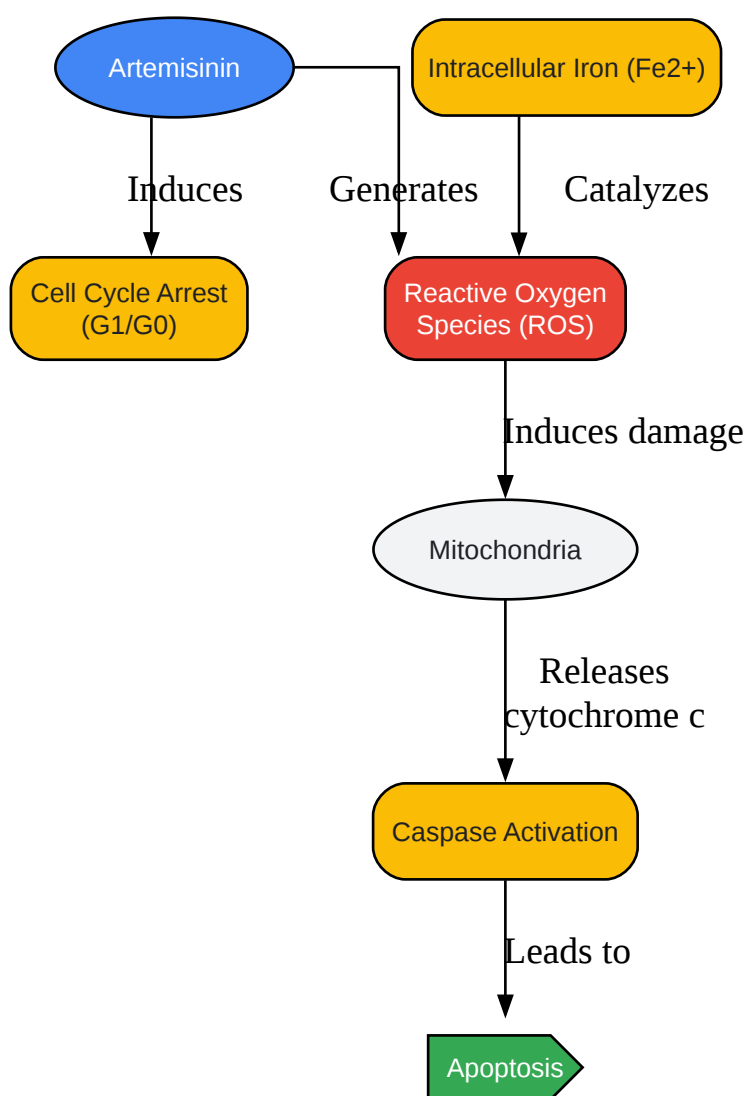 Artemisinin
Intracellular Iron (Fe2+)
Induces
Generates
Catalyzes
Cell Cycle Arrest
(G1/G0)
Reactive Oxygen
Species (ROS)
Induces damage
Mitochondria
Releases
cytochrome c
Caspase Activation
Leads to
Apoptosis